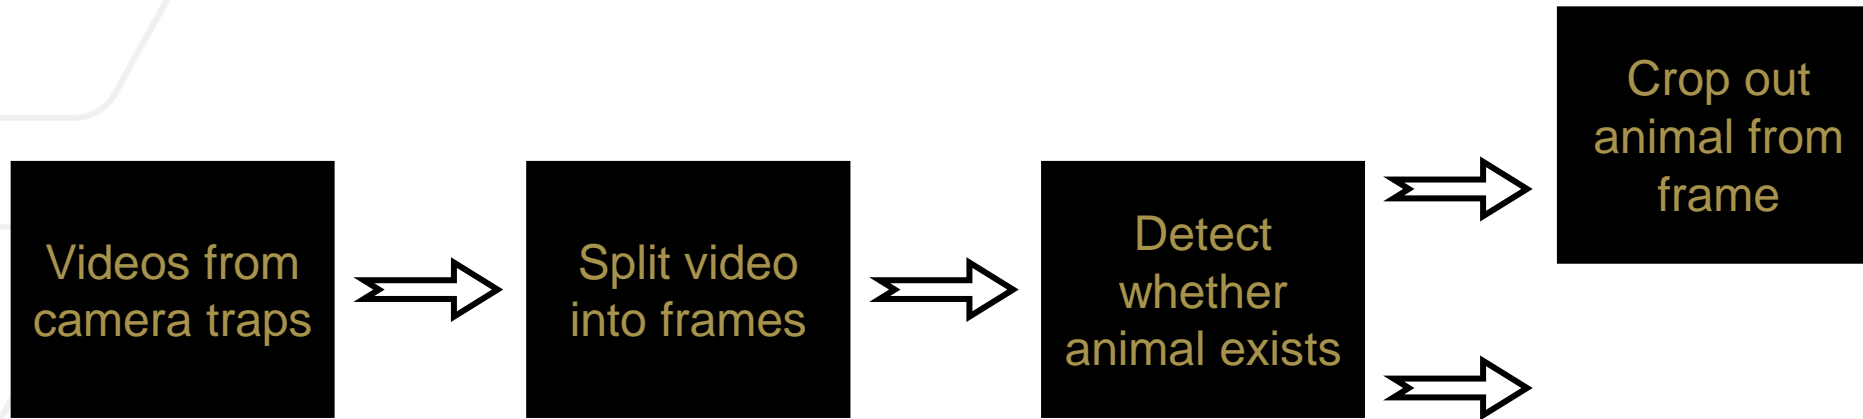 Videos from
camera traps
Split video
into frames
Detect
whether
animal exists
Crop out
animal from
frame